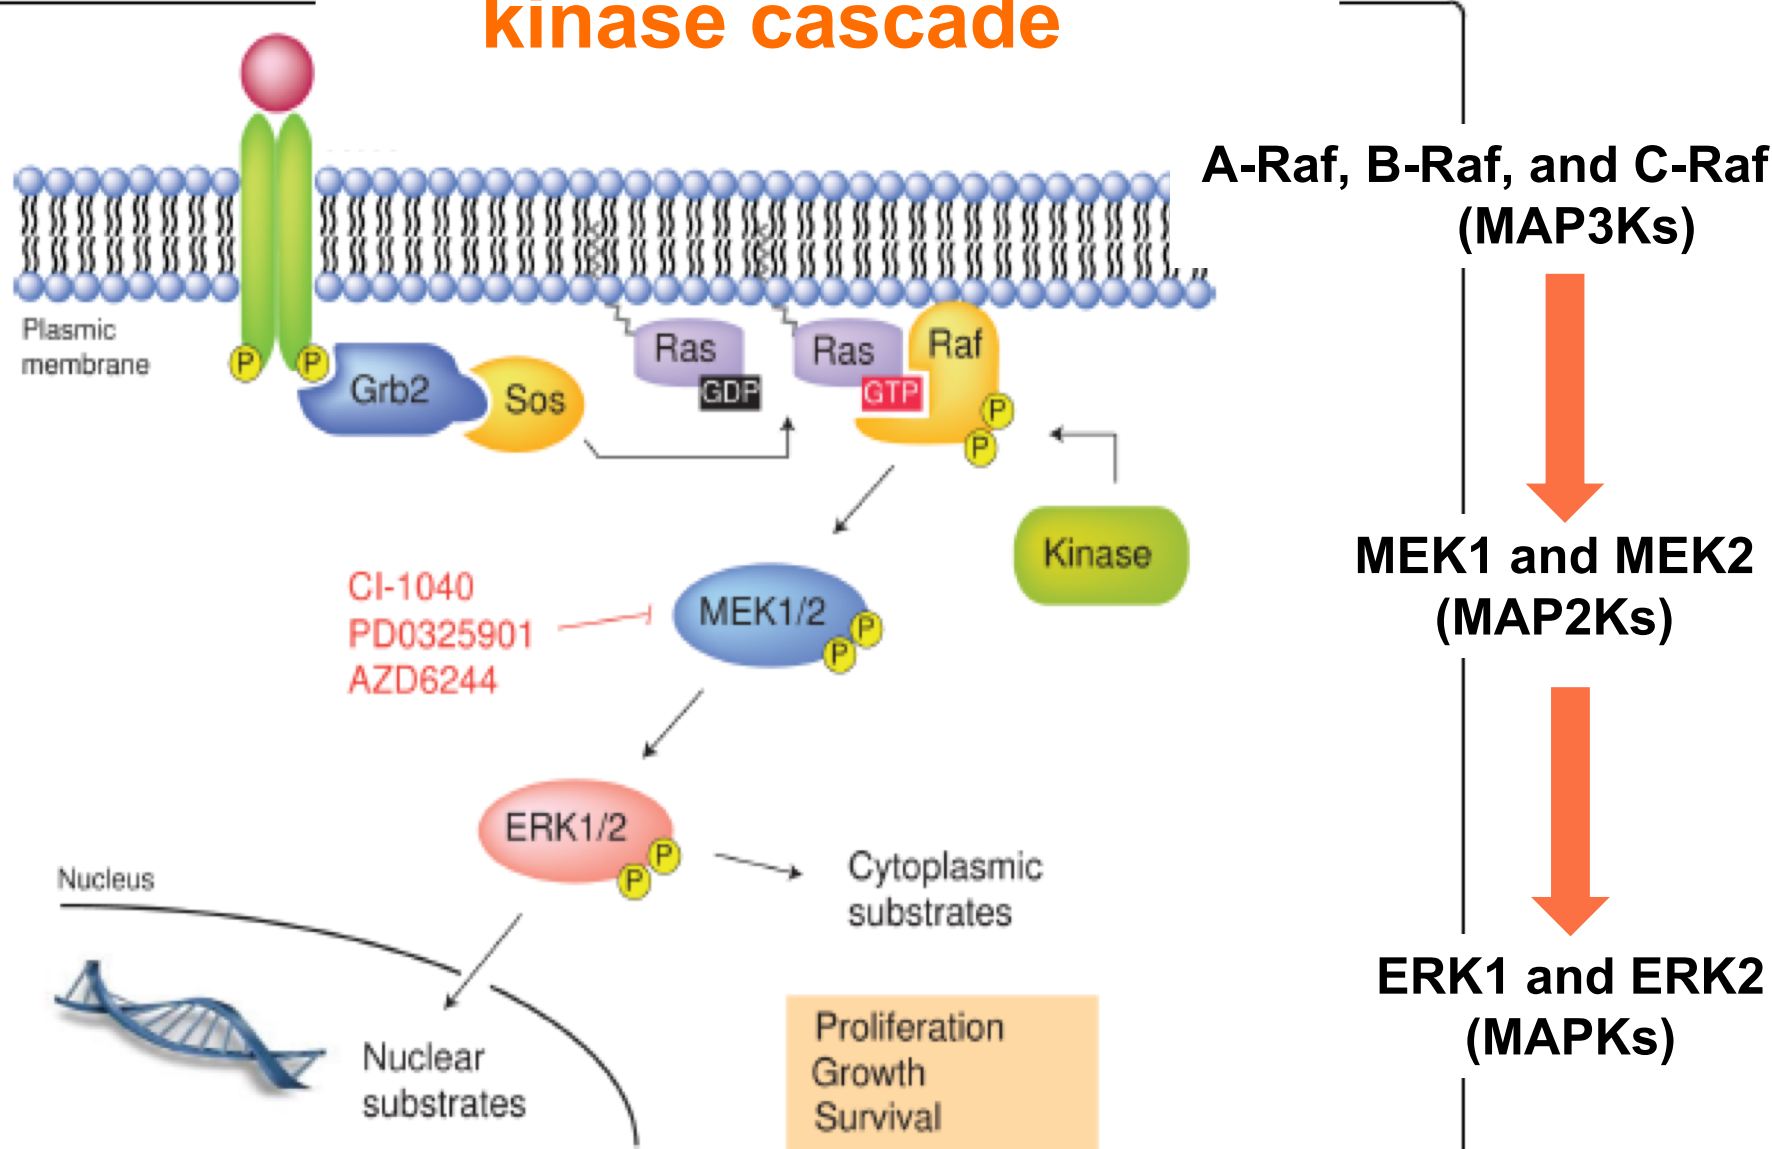 kinase cascade
A-Raf, B-Raf, and C-Raf
(MAP3Ks)
Plasmic
membrane
P
P
Grb2
Sos
Ras
GDP
Ras
GTP
Raf
P
P
Kinase
CI-1040
PD0325901
AZD6244
MEK1/2
P
P
MEK1 and MEK2
(MAP2Ks)
ERK1/2
P
P
Cytoplasmic
substrates
Nucleus
Nuclear
substrates
Proliferation
Growth
Survival
ERK1 and ERK2
(MAPKs)